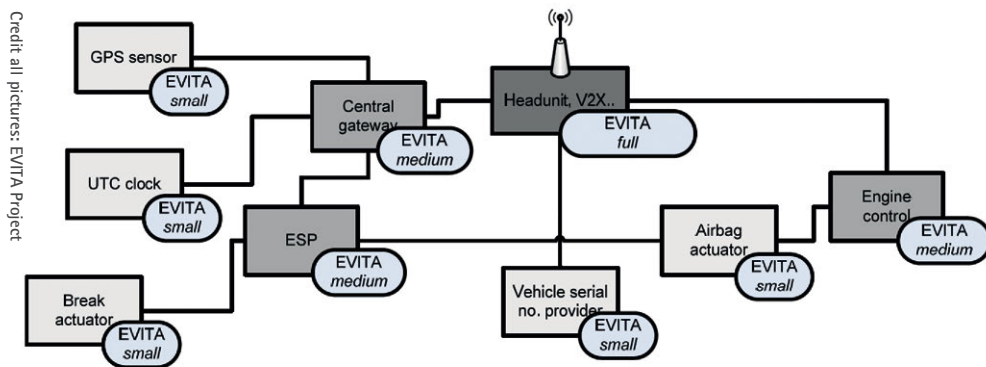 Credit all pictures: EVITA Project
GPS sensor
EVITA
small
Central
gateway
EVITA
medium
Headunit, V2X..
EVITA
full
UTC clock
EVITA
small
ESP
EVITA
medium
Airbag
actuator
EVITA
small
Engine
control
EVITA
medium
Break
actuator
EVITA
small
Vehicle serial
no. provider
EVITA
small